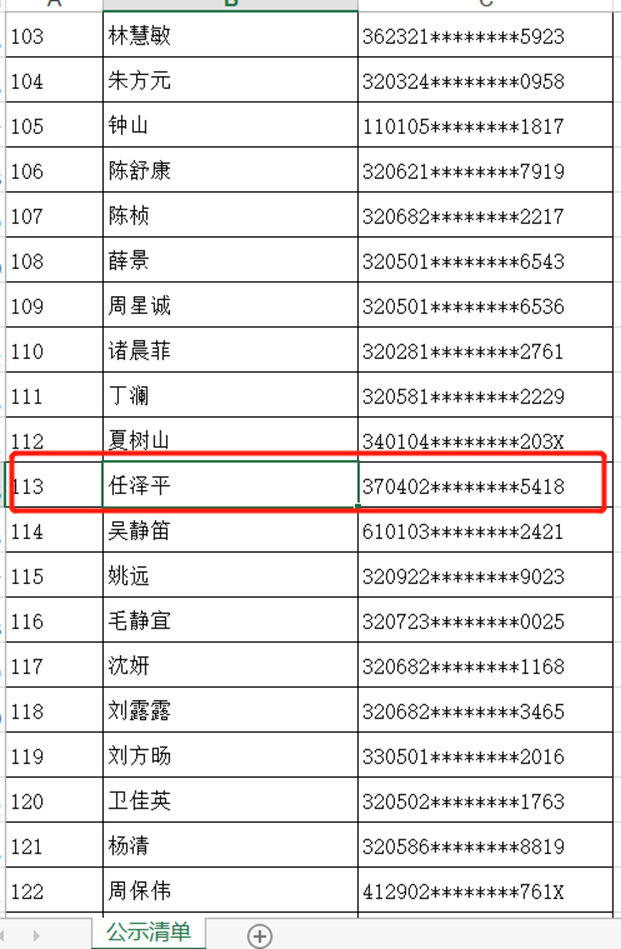 103 林慧敏 362321********5923
104 朱方元 320324********0958
105 钟山 110105********1817
106 陈舒康 320621********7919
107 陈桢 320682********2217
108 薛景 320501********6543
109 周星诚 320501********6536
110 诸晨菲 320281********2761
111 丁澜 320581********2229
112 夏树山 340104********203X
113 任泽平 370402********5418
114 吴静笛 610103********2421
115 姚远 320922********9023
116 毛静宜 320723********0025
117 沈妍 320682********1168
118 刘露露 320682********3465
119 刘方旸 330501********2016
120 卫佳英 320502********1763
121 杨清 320586********8819
122 周保伟 412902********761X
公示清单